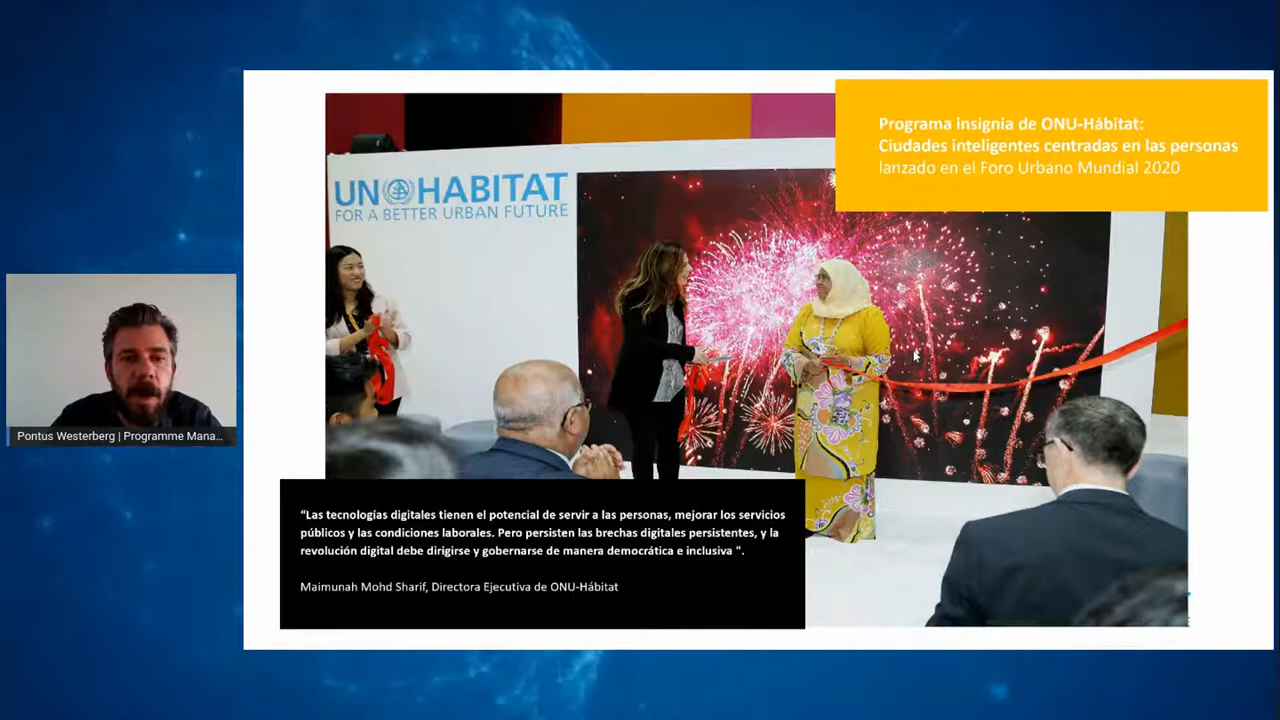 Programa insignia de ONU-Hábitat:
Ciudades inteligentes centradas en las personas
lanzado en el Foro Urbano Mundial 2020
UN HABITAT
FOR A BETTER URBAN FUTURE
Pontus Westerberg | Programme Mana...
“Las tecnologías digitales tienen el potencial de servir a las personas, mejorar los servicios
públicos y las condiciones laborales. Pero persisten las brechas digitales persistentes, y la
revolución digital debe dirigirse y gobernarse de manera democrática e inclusiva ".
Maimunah Mohd Sharif, Directora Ejecutiva de ONU-Hábitat